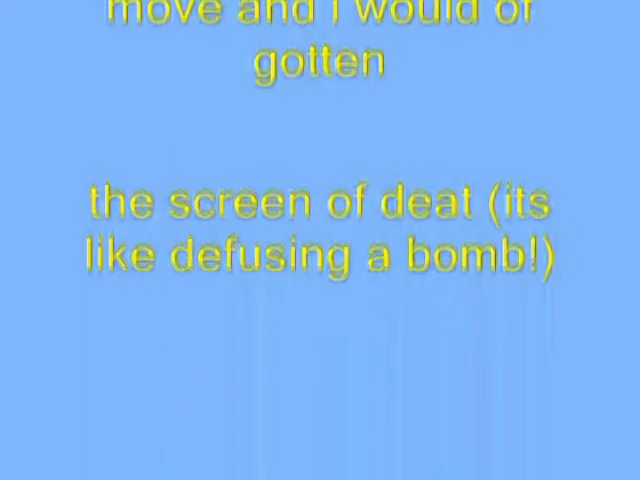 move and i would of
gotten
the screen of deat (its
like defusing a bomb!)